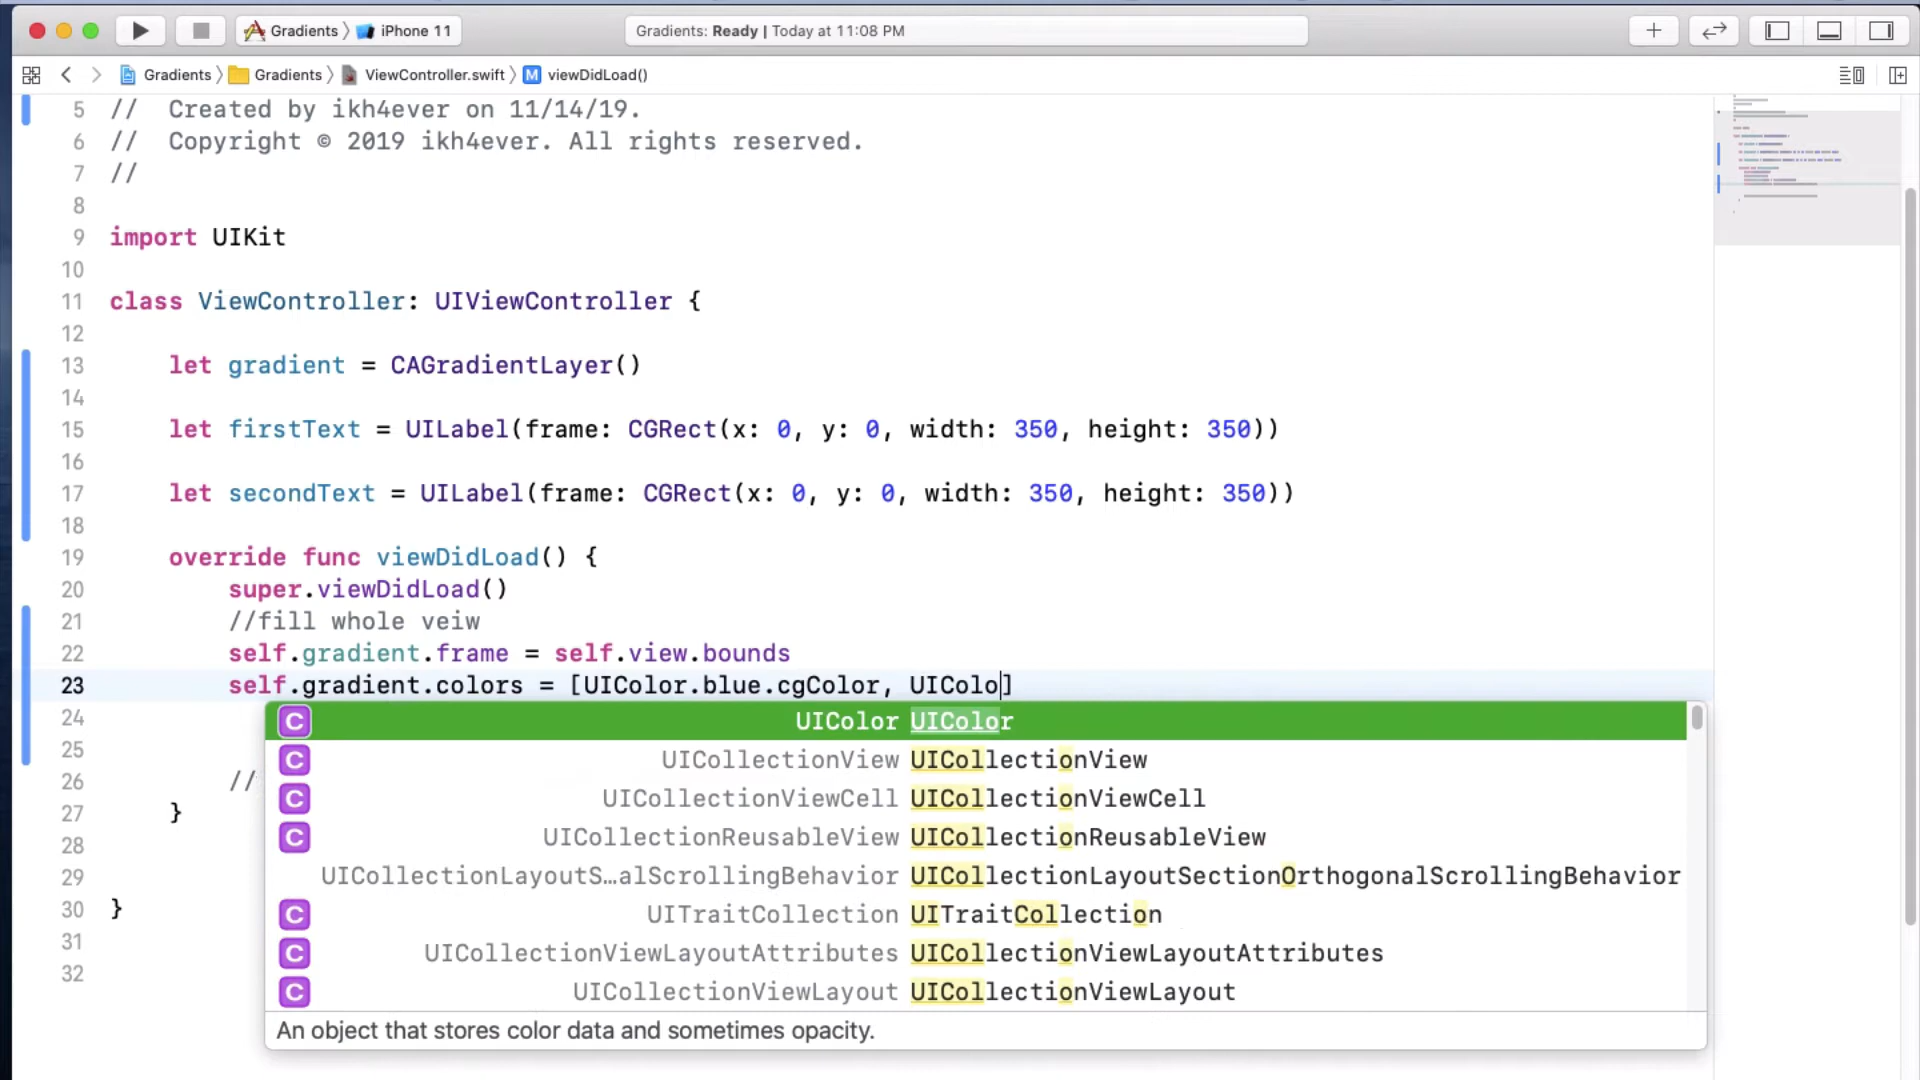 Gradients 〉 iPhone 11
Gradients: Ready | Today at 11:08 PM
Gradients 〉 Gradients 〉 ViewController.swift 〉 M viewDidLoad()
5 //  Created by ikh4ever on 11/14/19.
6 //  Copyright © 2019 ikh4ever. All rights reserved.
7 //
8
9 import UIKit
10
11 class ViewController: UIViewController {
12
13     let gradient = CAGradientLayer()
14
15     let firstText = UILabel(frame: CGRect(x: 0, y: 0, width: 350, height: 350))
16
17     let secondText = UILabel(frame: CGRect(x: 0, y: 0, width: 350, height: 350))
18
19     override func viewDidLoad() {
20         super.viewDidLoad()
21         //fill whole veiw
22         self.gradient.frame = self.view.bounds
23         self.gradient.colors = [UIColor.blue.cgColor, UIColo]
24
25
26         //
27     }
28
29
30 }
31
32
C UIColor UIColor
C UICollectionView UICollectionView
C UICollectionViewCell UICollectionViewCell
C UICollectionReusableView UICollectionReusableView
UICollectionLayoutS…alScrollingBehavior UICollectionLayoutSectionOrthogonalScrollingBehavior
C UITraitCollection UITraitCollection
C UICollectionViewLayoutAttributes UICollectionViewLayoutAttributes
C UICollectionViewLayout UICollectionViewLayout
An object that stores color data and sometimes opacity.